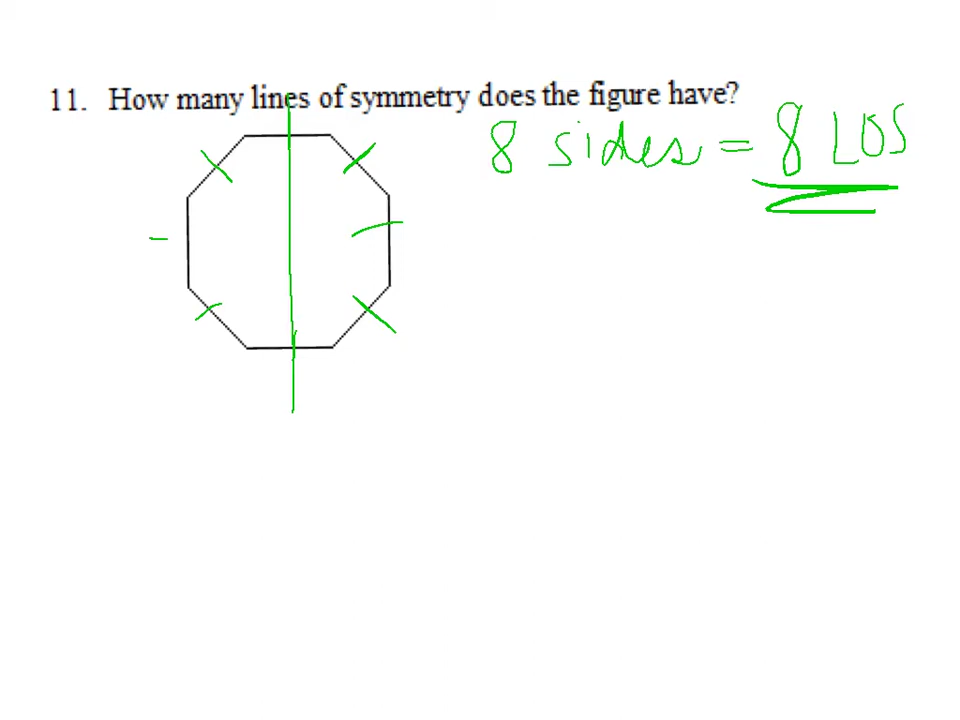 11. How many lines of symmetry does the figure have?
8 sides = 8 LOS